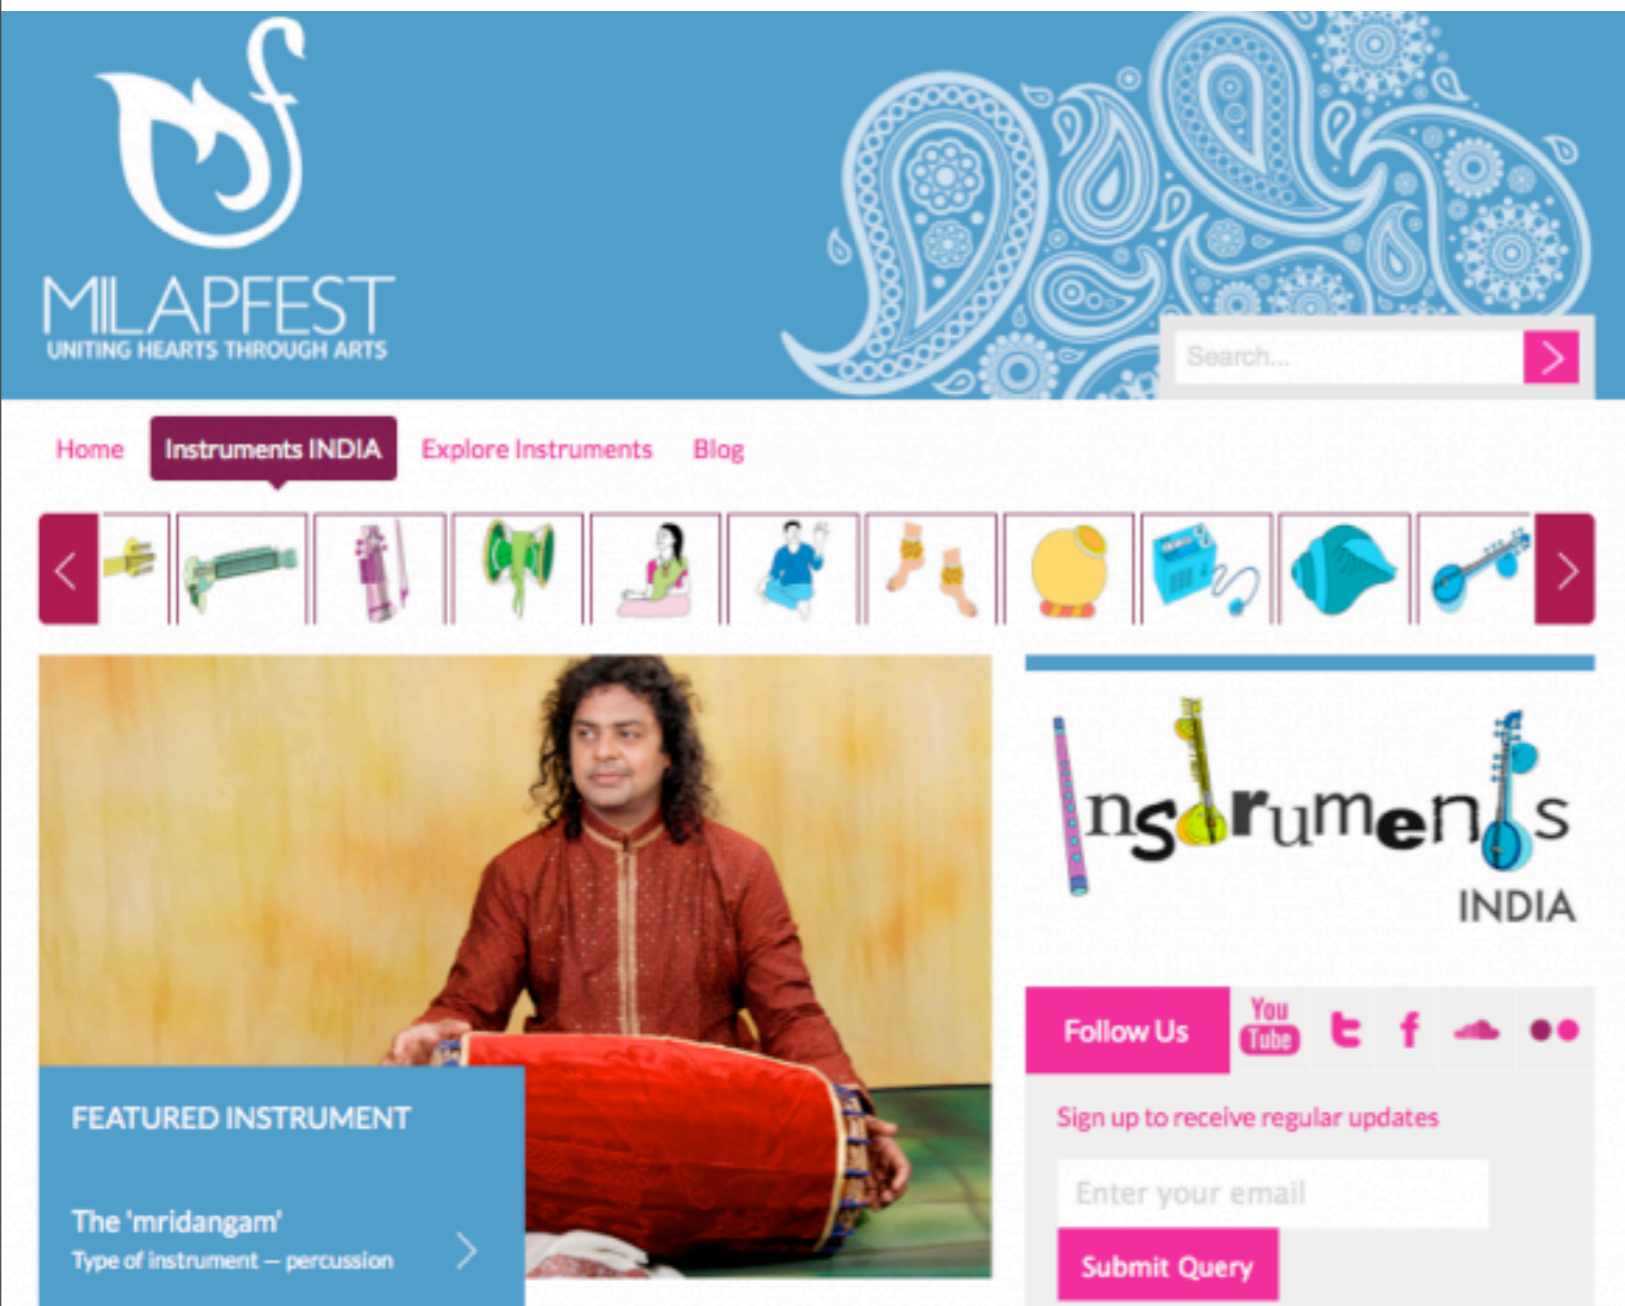 mf
MILAPFEST
UNITING HEARTS THROUGH ARTS
Search...
Home
Instruments INDIA
Explore Instruments
Blog
Instruments
INDIA
Follow Us
You
Tube
t
f
Sign up to receive regular updates
Enter your email
Submit Query
FEATURED INSTRUMENT
The 'mridangam'
Type of instrument — percussion